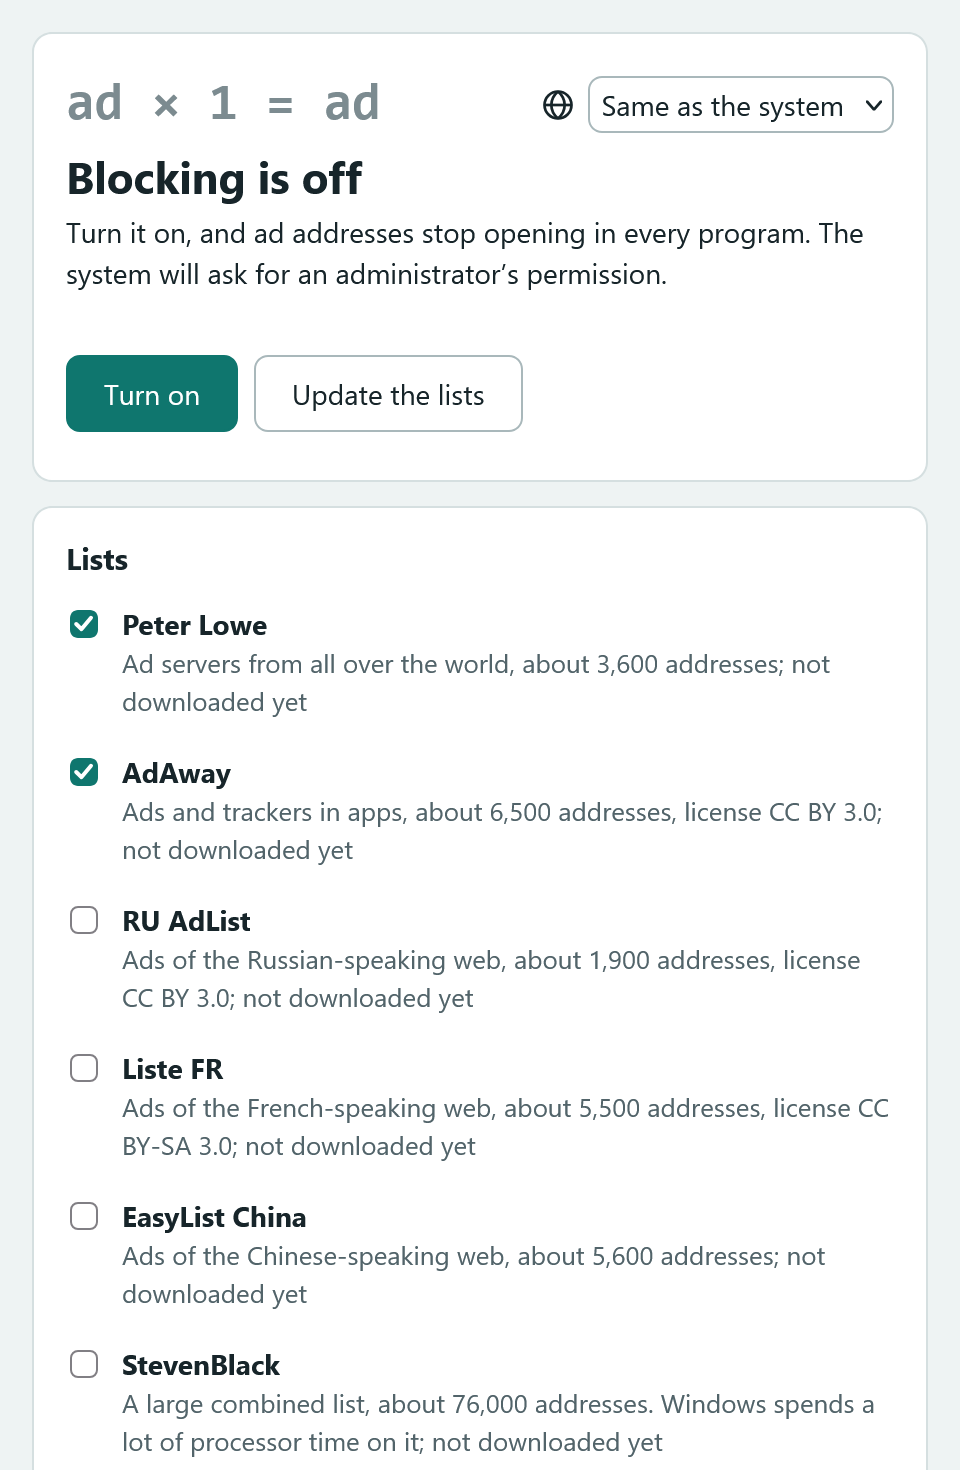 ad × 1 = ad
Same as the system
Blocking is off
Turn it on, and ad addresses stop opening in every program. The
system will ask for an administrator’s permission.
Turn on
Update the lists
Lists
Peter Lowe
Ad servers from all over the world, about 3,600 addresses; not
downloaded yet
AdAway
Ads and trackers in apps, about 6,500 addresses, license CC BY 3.0;
not downloaded yet
RU AdList
Ads of the Russian-speaking web, about 1,900 addresses, license
CC BY 3.0; not downloaded yet
Liste FR
Ads of the French-speaking web, about 5,500 addresses, license CC
BY-SA 3.0; not downloaded yet
EasyList China
Ads of the Chinese-speaking web, about 5,600 addresses; not
downloaded yet
StevenBlack
A large combined list, about 76,000 addresses. Windows spends a
lot of processor time on it; not downloaded yet